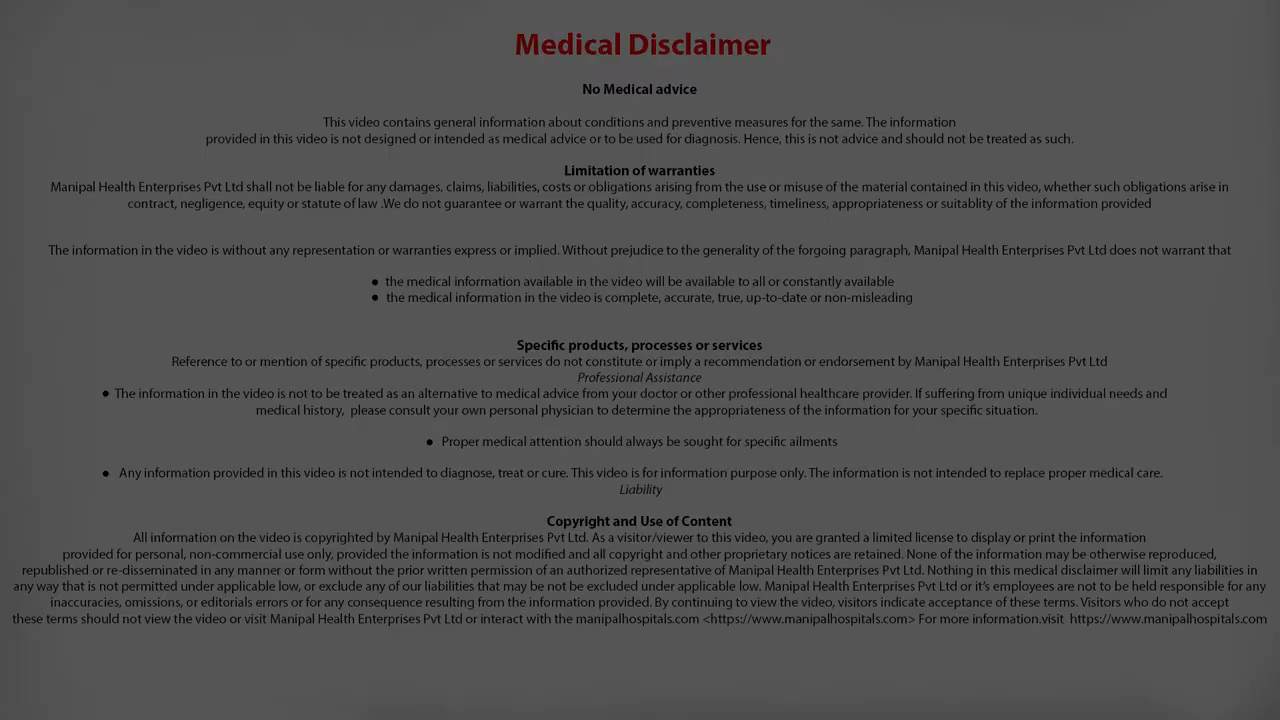 Medical Disclaimer
No Medical advice
This video contains general information about conditions and preventive measures for the same. The information
provided in this video is not designed or intended as medical advice or to be used for diagnosis. Hence, this is not advice and should not be treated as such.
Limitation of warranties
Manipal Health Enterprises Pvt Ltd shall not be liable for any damages, claims, liabilities, costs or obligations arising from the use or misuse of the material contained in this video, whether such obligations arise in
contract, negligence, equity or statute of law .We do not guarantee or warrant the quality, accuracy, completeness, timeliness, appropriateness or suitablity of the information provided
The information in the video is without any representation or warranties express or implied. Without prejudice to the generality of the forgoing paragraph, Manipal Health Enterprises Pvt Ltd does not warrant that
● the medical information available in the video will be available to all or constantly available
● the medical information in the video is complete, accurate, true, up-to-date or non-misleading
Specific products, processes or services
Reference to or mention of specific products, processes or services do not constitute or imply a recommendation or endorsement by Manipal Health Enterprises Pvt Ltd
Professional Assistance
● The information in the video is not to be treated as an alternative to medical advice from your doctor or other professional healthcare provider. If suffering from unique individual needs and
medical history, please consult your own personal physician to determine the appropriateness of the information for your specific situation.
● Proper medical attention should always be sought for specific ailments
● Any information provided in this video is not intended to diagnose, treat or cure. This video is for information purpose only. The information is not intended to replace proper medical care.
Liability
Copyright and Use of Content
All information on the video is copyrighted by Manipal Health Enterprises Pvt Ltd. As a visitor/viewer to this video, you are granted a limited license to display or print the information
provided for personal, non-commercial use only, provided the information is not modified and all copyright and other proprietary notices are retained. None of the information may be otherwise reproduced,
republished or re-disseminated in any manner or form without the prior written permission of an authorized representative of Manipal Health Enterprises Pvt Ltd. Nothing in this medical disclaimer will limit any liabilities in
any way that is not permitted under applicable low, or exclude any of our liabilities that may be not be excluded under applicable low. Manipal Health Enterprises Pvt Ltd or it's employees are not to be held responsible for any
inaccuracies, omissions, or editorials errors or for any consequence resulting from the information provided. By continuing to view the video, visitors indicate acceptance of these terms. Visitors who do not accept
these terms should not view the video or visit Manipal Health Enterprises Pvt Ltd or interact with the manipalhospitals.com <https://www.manipalhospitals.com> For more information.visit https://www.manipalhospitals.com